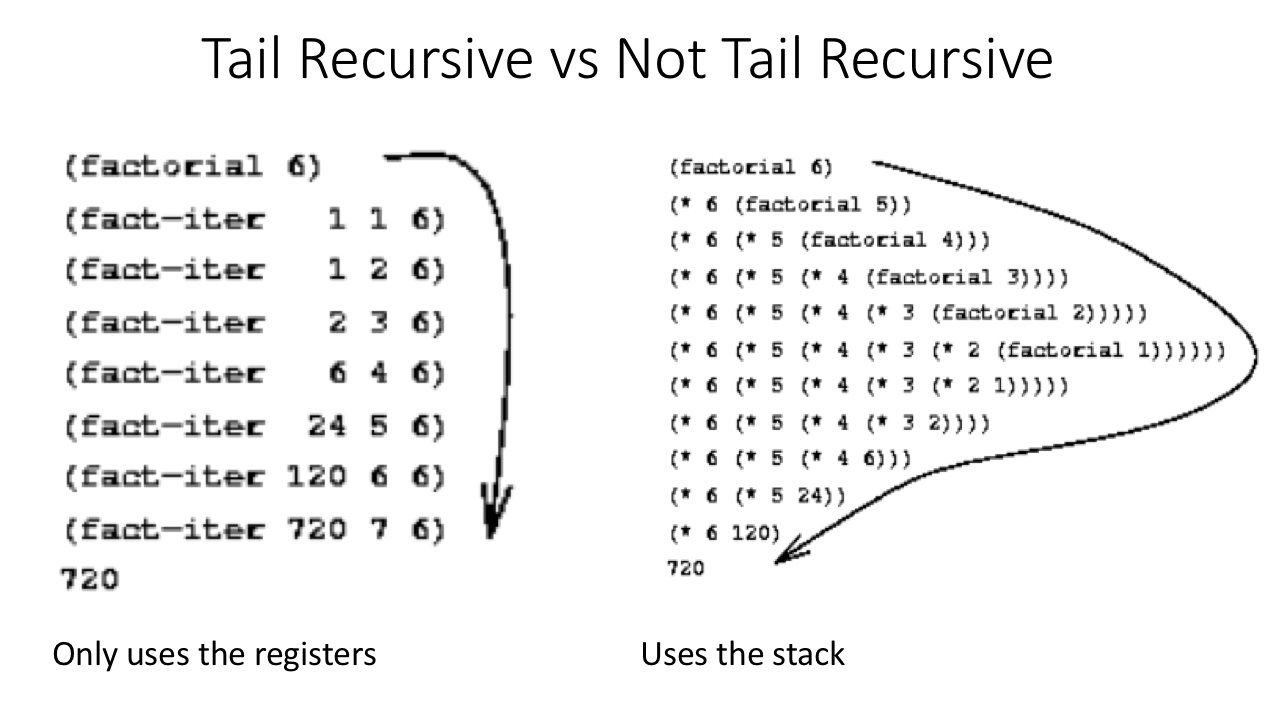 Tail Recursive vs Not Tail Recursive
(factorial 6)
(fact-iter 1 1 6)
(fact-iter 1 2 6)
(fact-iter 2 3 6)
(fact-iter 6 4 6)
(fact-iter 24 5 6)
(fact-iter 120 6 6)
(fact-iter 720 7 6)
720
Only uses the registers
(factorial 6)
(* 6 (factorial 5))
(* 6 (* 5 (factorial 4)))
(* 6 (* 5 (* 4 (factorial 3))))
(* 6 (* 5 (* 4 (* 3 (factorial 2)))))
(* 6 (* 5 (* 4 (* 3 (* 2 (factorial 1))))))
(* 6 (* 5 (* 4 (* 3 (* 2 1)))))
(* 6 (* 5 (* 4 (* 3 2))))
(* 6 (* 5 (* 4 6)))
(* 6 (* 5 24))
(* 6 120)
720
Uses the stack